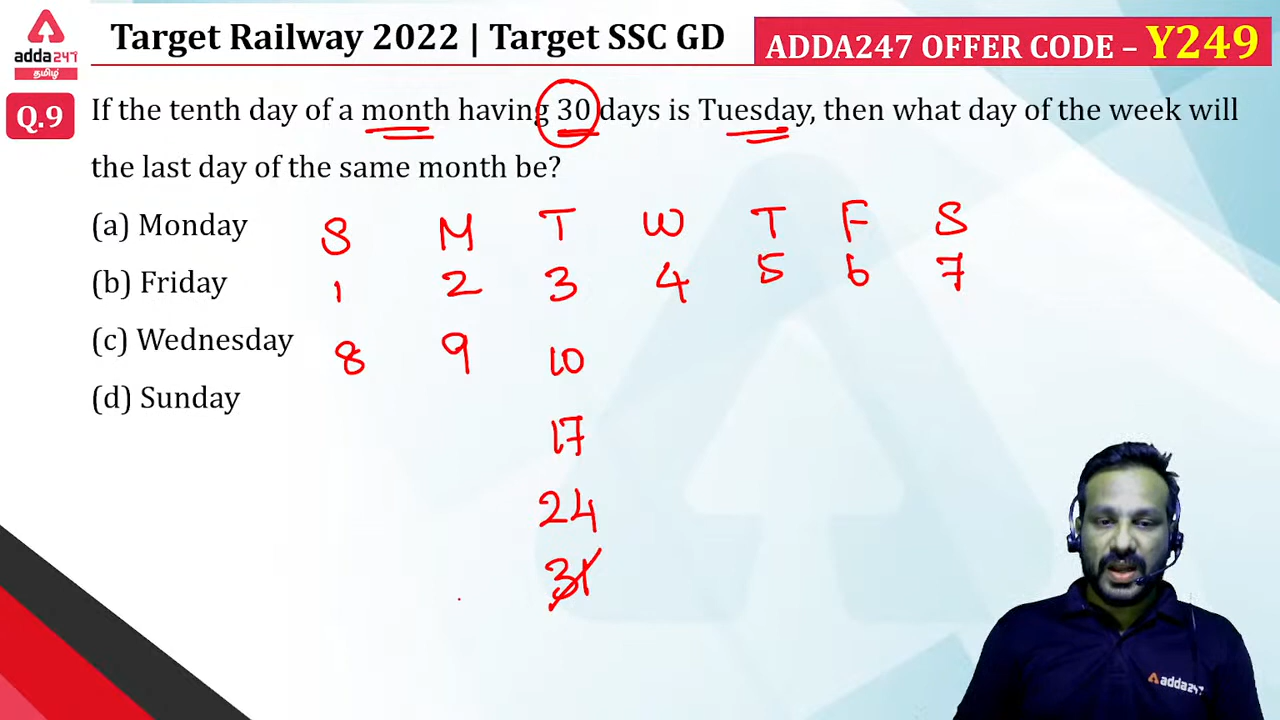 adda247
தமிழ்
Target Railway 2022 | Target SSC GD
ADDA247 OFFER CODE – Y249
Q.9
If the tenth day of a month having 30 days is Tuesday, then what day of the week will
the last day of the same month be?
(a) Monday
(b) Friday
(c) Wednesday
(d) Sunday
S M T W T F S
1 2 3 4 5 6 7
8 9 10
17
24
31
adda247